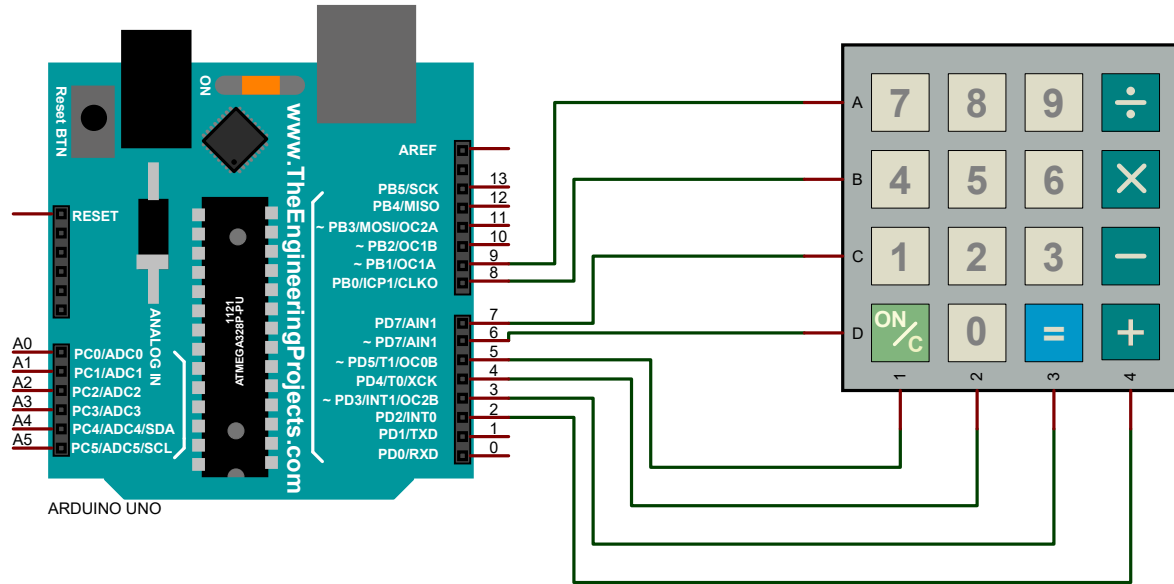 ON
Reset BTN
www.TheEngineeringProjects.com
AREF
PB5/SCK 13
PB4/MISO 12
~ PB3/MOSI/OC2A 11
~ PB2/OC1B 10
~ PB1/OC1A 9
PB0/ICP1/CLKO 8
PD7/AIN1 7
~ PD7/AIN1 6
~ PD5/T1/OC0B 5
PD4/T0/XCK 4
~ PD3/INT1/OC2B 3
PD2/INT0 2
PD1/TXD 1
PD0/RXD 0
RESET
1121
ATMEGA328P-PU
ANALOG IN
A0 PC0/ADC0
A1 PC1/ADC1
A2 PC2/ADC2
A3 PC3/ADC3
A4 PC4/ADC4/SDA
A5 PC5/ADC5/SCL
ARDUINO UNO
A 7 8 9 ÷
B 4 5 6 ×
C 1 2 3 −
D ON/C 0 = +
1 2 3 4